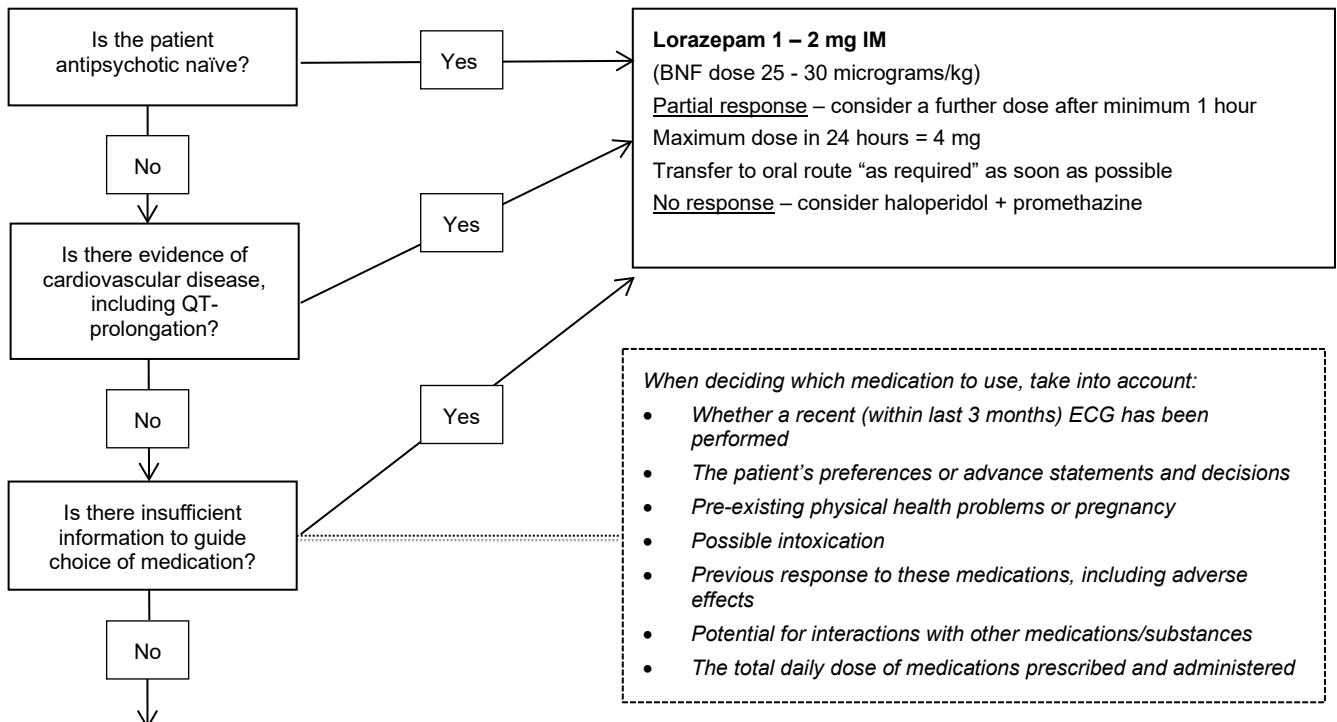 Is the patient
antipsychotic naïve?
Yes
No
Is there evidence of
cardiovascular disease,
including QT-
prolongation?
Yes
No
Is there insufficient
information to guide
choice of medication?
Yes
No
Lorazepam 1 – 2 mg IM
(BNF dose 25 - 30 micrograms/kg)
Partial response – consider a further dose after minimum 1 hour
Maximum dose in 24 hours = 4 mg
Transfer to oral route “as required” as soon as possible
No response – consider haloperidol + promethazine
When deciding which medication to use, take into account:
• Whether a recent (within last 3 months) ECG has been
performed
• The patient’s preferences or advance statements and decisions
• Pre-existing physical health problems or pregnancy
• Possible intoxication
• Previous response to these medications, including adverse
effects
• Potential for interactions with other medications/substances
• The total daily dose of medications prescribed and administered